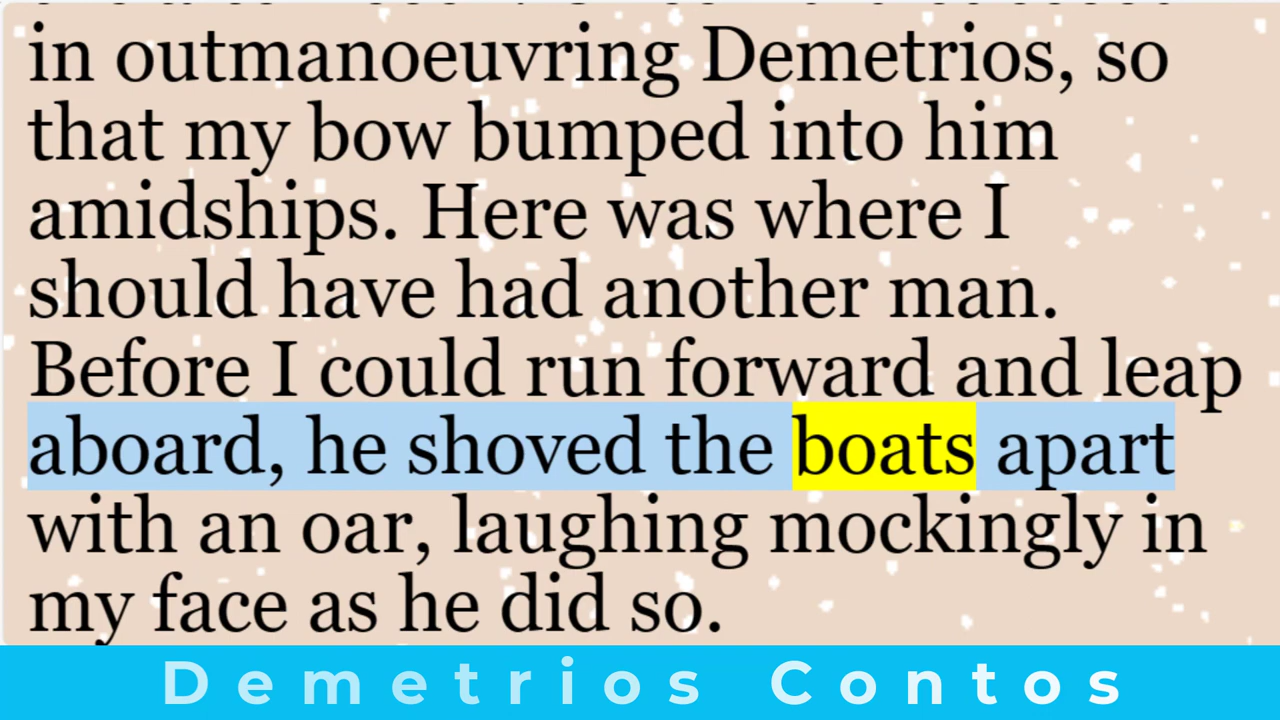 in outmanoeuvring Demetrios, so
that my bow bumped into him
amidships. Here was where I
should have had another man.
Before I could run forward and leap
aboard, he shoved the boats apart
with an oar, laughing mockingly in
my face as he did so.
Demetrios Contos